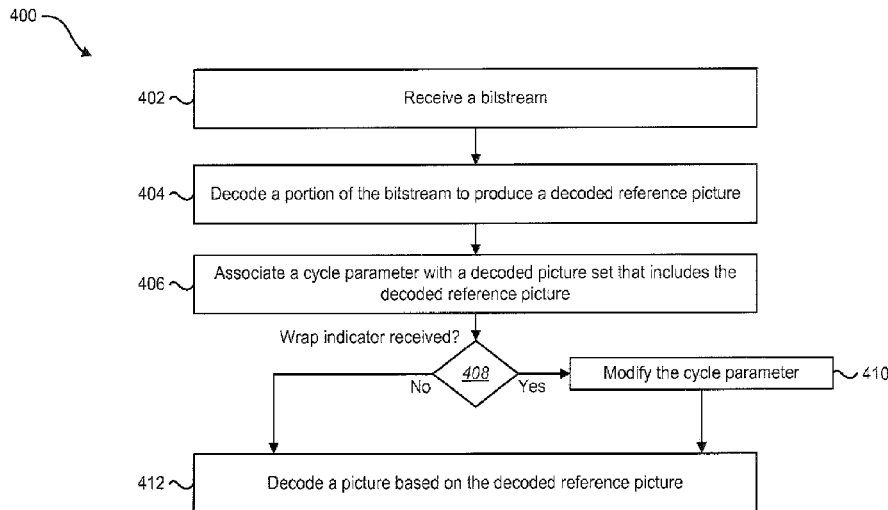 400
402
Receive a bitstream
404
Decode a portion of the bitstream to produce a decoded reference picture
406
Associate a cycle parameter with a decoded picture set that includes the
decoded reference picture
Wrap indicator received?
408
No
Yes
Modify the cycle parameter
410
412
Decode a picture based on the decoded reference picture